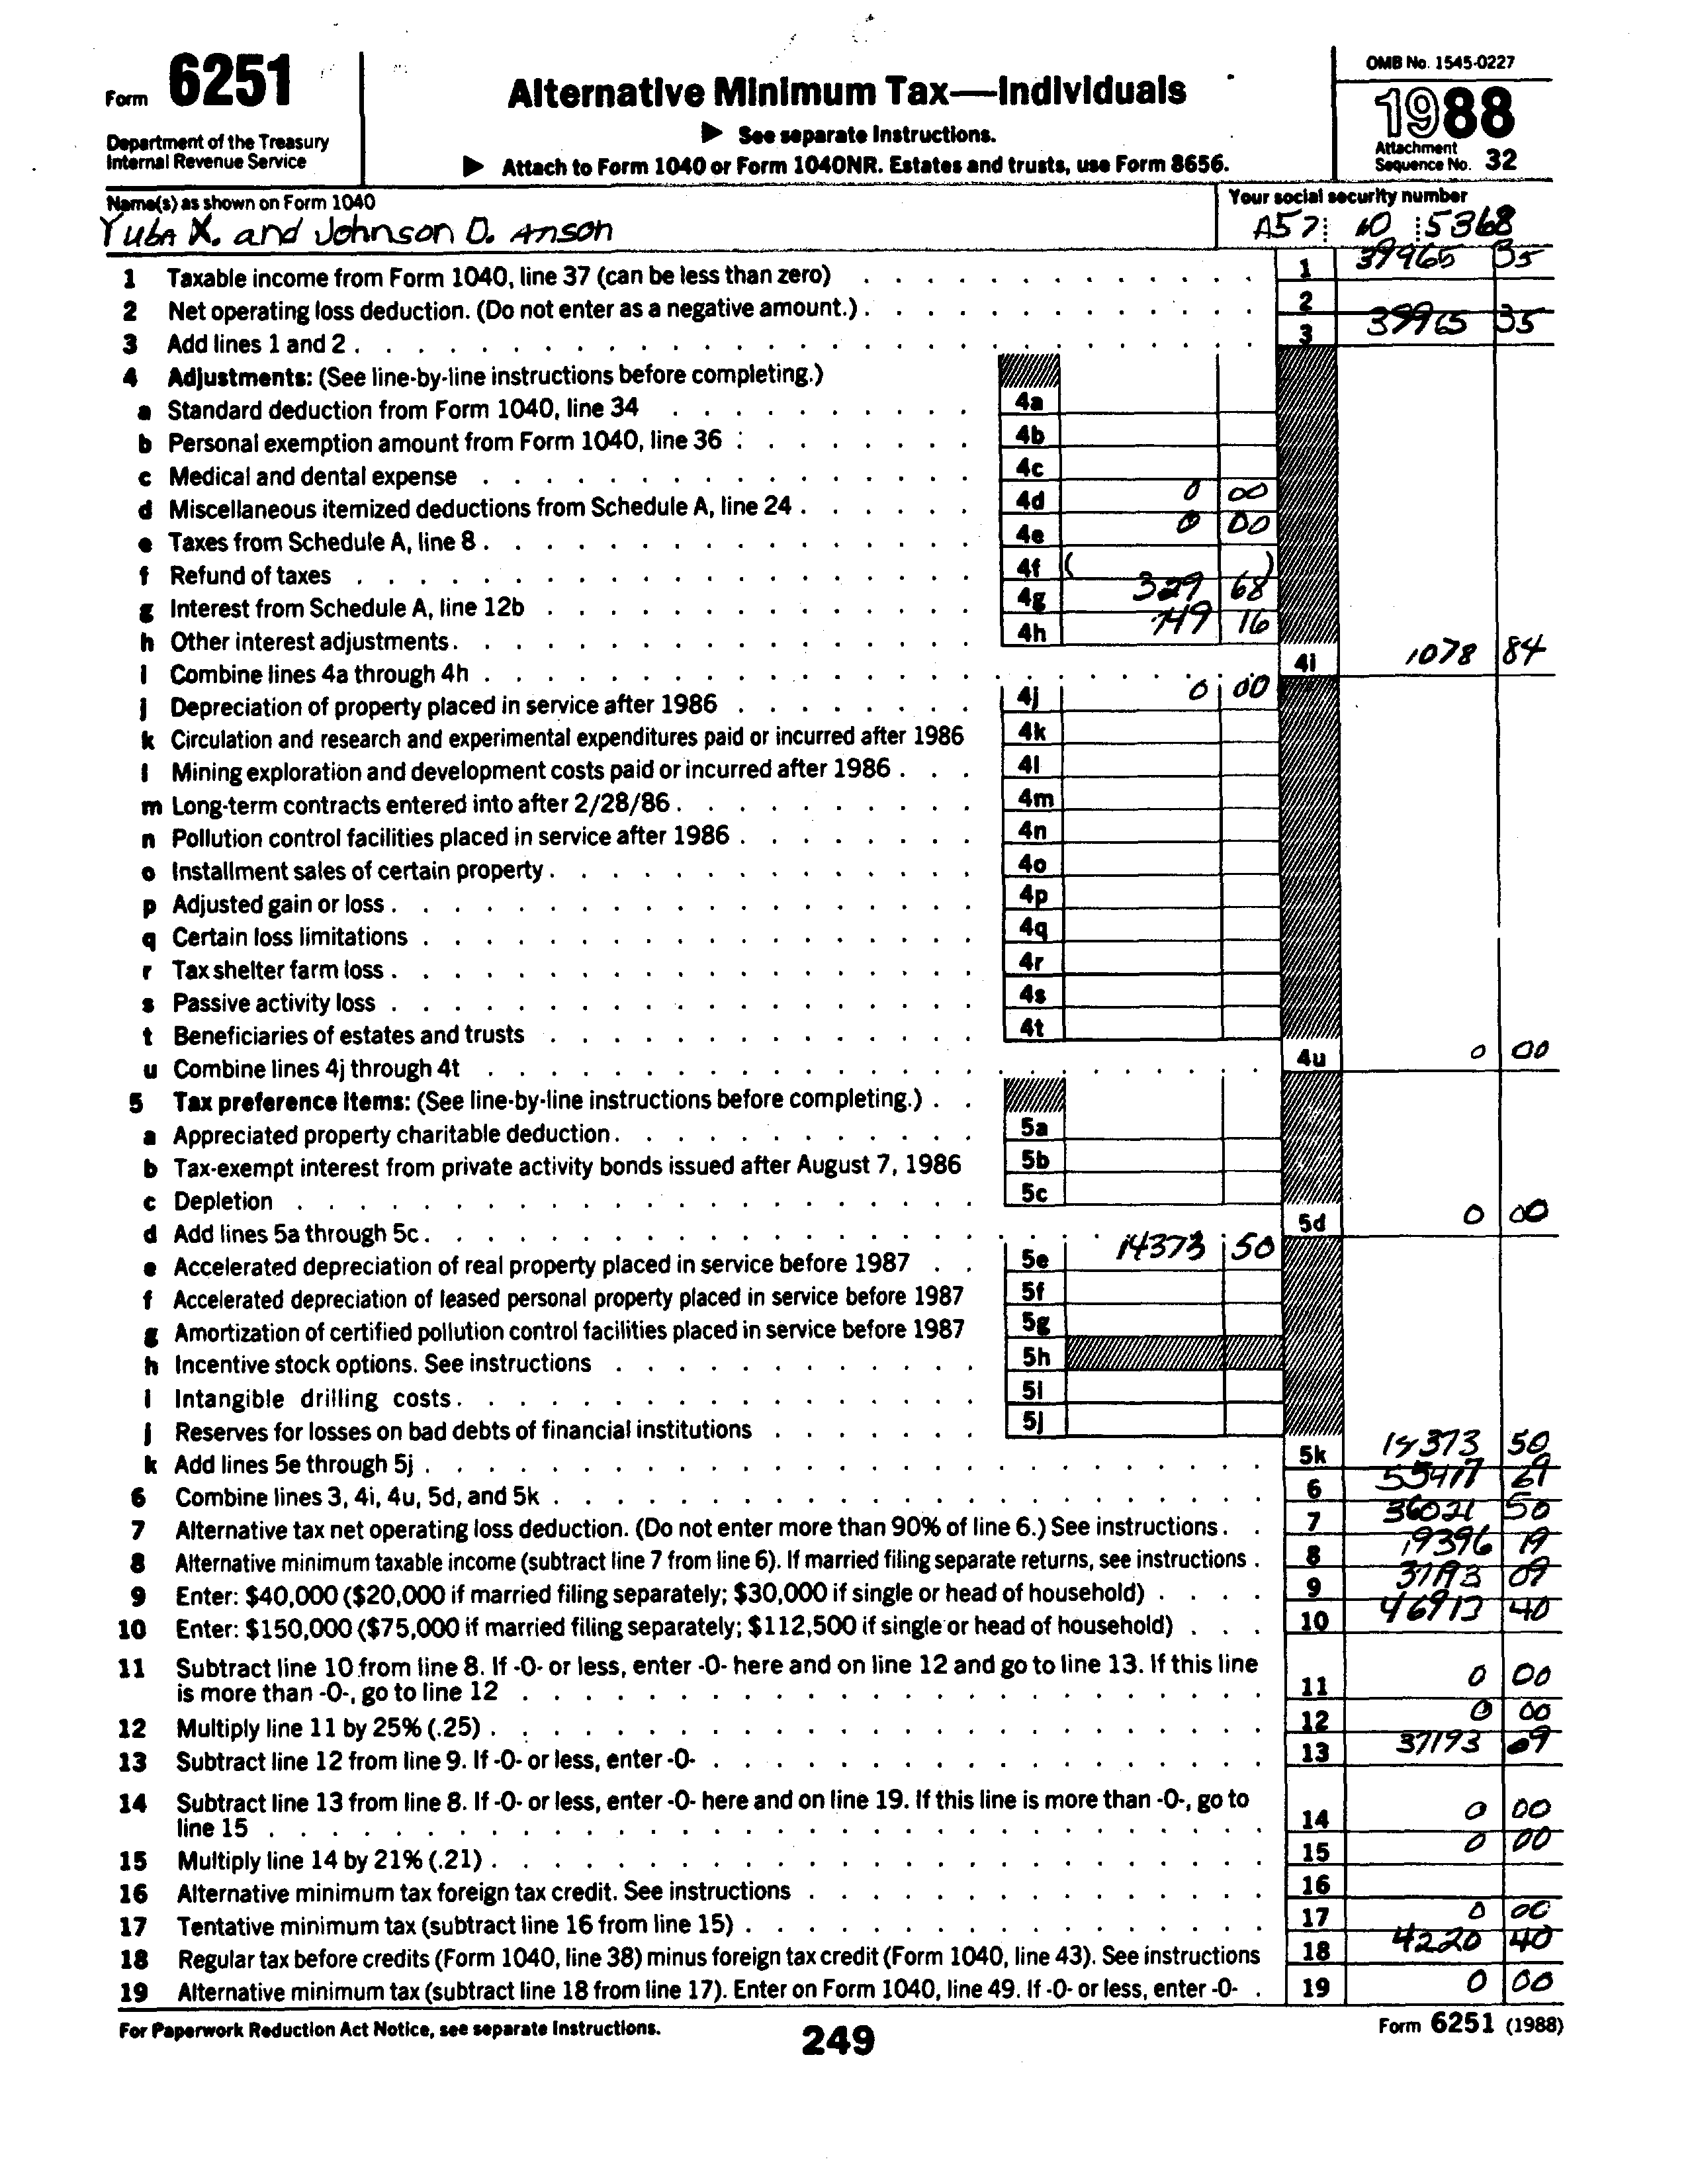 Form 6251
Department of the Treasury
Internal Revenue Service
Alternative Minimum Tax—Individuals
▶ See separate Instructions.
▶ Attach to Form 1040 or Form 1040NR. Estates and trusts, use Form 8656.
OMB No. 1545-0227
1988
Attachment
Sequence No. 32
Name(s) as shown on Form 1040
Yuba X. and Johnson D. Anson
Your social security number
A57 10 5368
1 Taxable income from Form 1040, line 37 (can be less than zero) 1 39965 35
2 Net operating loss deduction. (Do not enter as a negative amount.) 2
3 Add lines 1 and 2 3 39965 35
4 Adjustments: (See line-by-line instructions before completing.)
a Standard deduction from Form 1040, line 34 4a
b Personal exemption amount from Form 1040, line 36 4b
c Medical and dental expense 4c
d Miscellaneous itemized deductions from Schedule A, line 24 4d 0 00
e Taxes from Schedule A, line 8 4e 0 00
f Refund of taxes 4f ( )
g Interest from Schedule A, line 12b 4g 329 68
h Other interest adjustments 4h 749 16
i Combine lines 4a through 4h 4i 1078 84
j Depreciation of property placed in service after 1986 4j 0 00
k Circulation and research and experimental expenditures paid or incurred after 1986 4k
l Mining exploration and development costs paid or incurred after 1986 4l
m Long-term contracts entered into after 2/28/86 4m
n Pollution control facilities placed in service after 1986 4n
o Installment sales of certain property 4o
p Adjusted gain or loss 4p
q Certain loss limitations 4q
r Tax shelter farm loss 4r
s Passive activity loss 4s
t Beneficiaries of estates and trusts 4t
u Combine lines 4j through 4t 4u 0 00
5 Tax preference items: (See line-by-line instructions before completing.)
a Appreciated property charitable deduction 5a
b Tax-exempt interest from private activity bonds issued after August 7, 1986 5b
c Depletion 5c
d Add lines 5a through 5c 5d 0 00
e Accelerated depreciation of real property placed in service before 1987 5e 14373 50
f Accelerated depreciation of leased personal property placed in service before 1987 5f
g Amortization of certified pollution control facilities placed in service before 1987 5g
h Incentive stock options. See instructions 5h
i Intangible drilling costs 5i
j Reserves for losses on bad debts of financial institutions 5j
k Add lines 5e through 5j 5k 14373 50
6 Combine lines 3, 4i, 4u, 5d, and 5k 6 55417 69
7 Alternative tax net operating loss deduction. (Do not enter more than 90% of line 6.) See instructions 7 36021 50
8 Alternative minimum taxable income (subtract line 7 from line 6). If married filing separate returns, see instructions 8 19396 19
9 Enter: $40,000 ($20,000 if married filing separately; $30,000 if single or head of household) 9 37193 09
10 Enter: $150,000 ($75,000 if married filing separately; $112,500 if single or head of household) 10 46913 40
11 Subtract line 10 from line 8. If -0- or less, enter -0- here and on line 12 and go to line 13. If this line
is more than -0-, go to line 12 11 0 00
12 Multiply line 11 by 25% (.25) 12 0 00
13 Subtract line 12 from line 9. If -0- or less, enter -0- 13 37193 09
14 Subtract line 13 from line 8. If -0- or less, enter -0- here and on line 19. If this line is more than -0-, go to
line 15 14 0 00
15 Multiply line 14 by 21% (.21) 15 0 00
16 Alternative minimum tax foreign tax credit. See instructions 16
17 Tentative minimum tax (subtract line 16 from line 15) 17 0 00
18 Regular tax before credits (Form 1040, line 38) minus foreign tax credit (Form 1040, line 43). See instructions 18 4220 40
19 Alternative minimum tax (subtract line 18 from line 17). Enter on Form 1040, line 49. If -0- or less, enter -0- 19 0 00
For Paperwork Reduction Act Notice, see separate Instructions.
249
Form 6251 (1988)